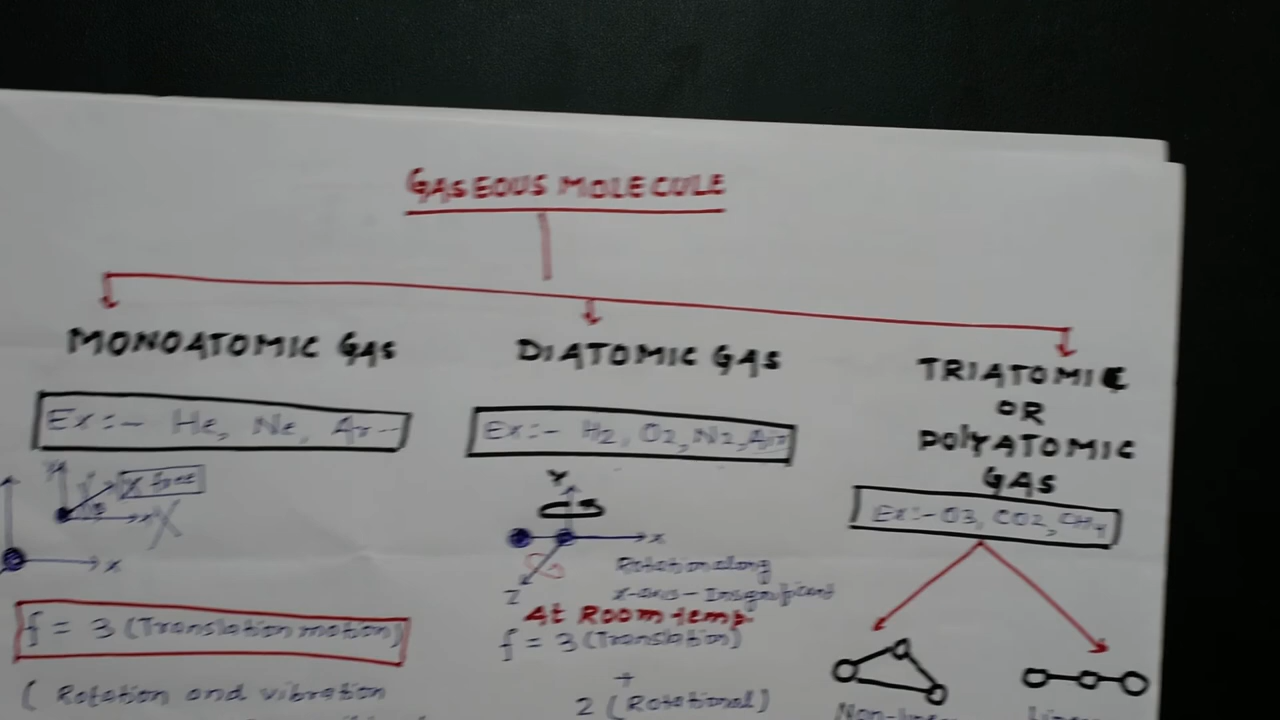 GASEOUS MOLECULE
MONOATOMIC GAS
Ex:- He, Ne, Ar--
x
x
f = 3 (Translation motion)
( Rotation and vibration
DIATOMIC GAS
Ex:- H2, O2, N2, Air
Y
x
Z
Rotation along
x-axis - Insignificant
At Room temp.
f = 3 (Translation)
+
2 (Rotational)
TRIATOMIC
OR
POLYATOMIC
GAS
Ex:- O3, CO2, CH4